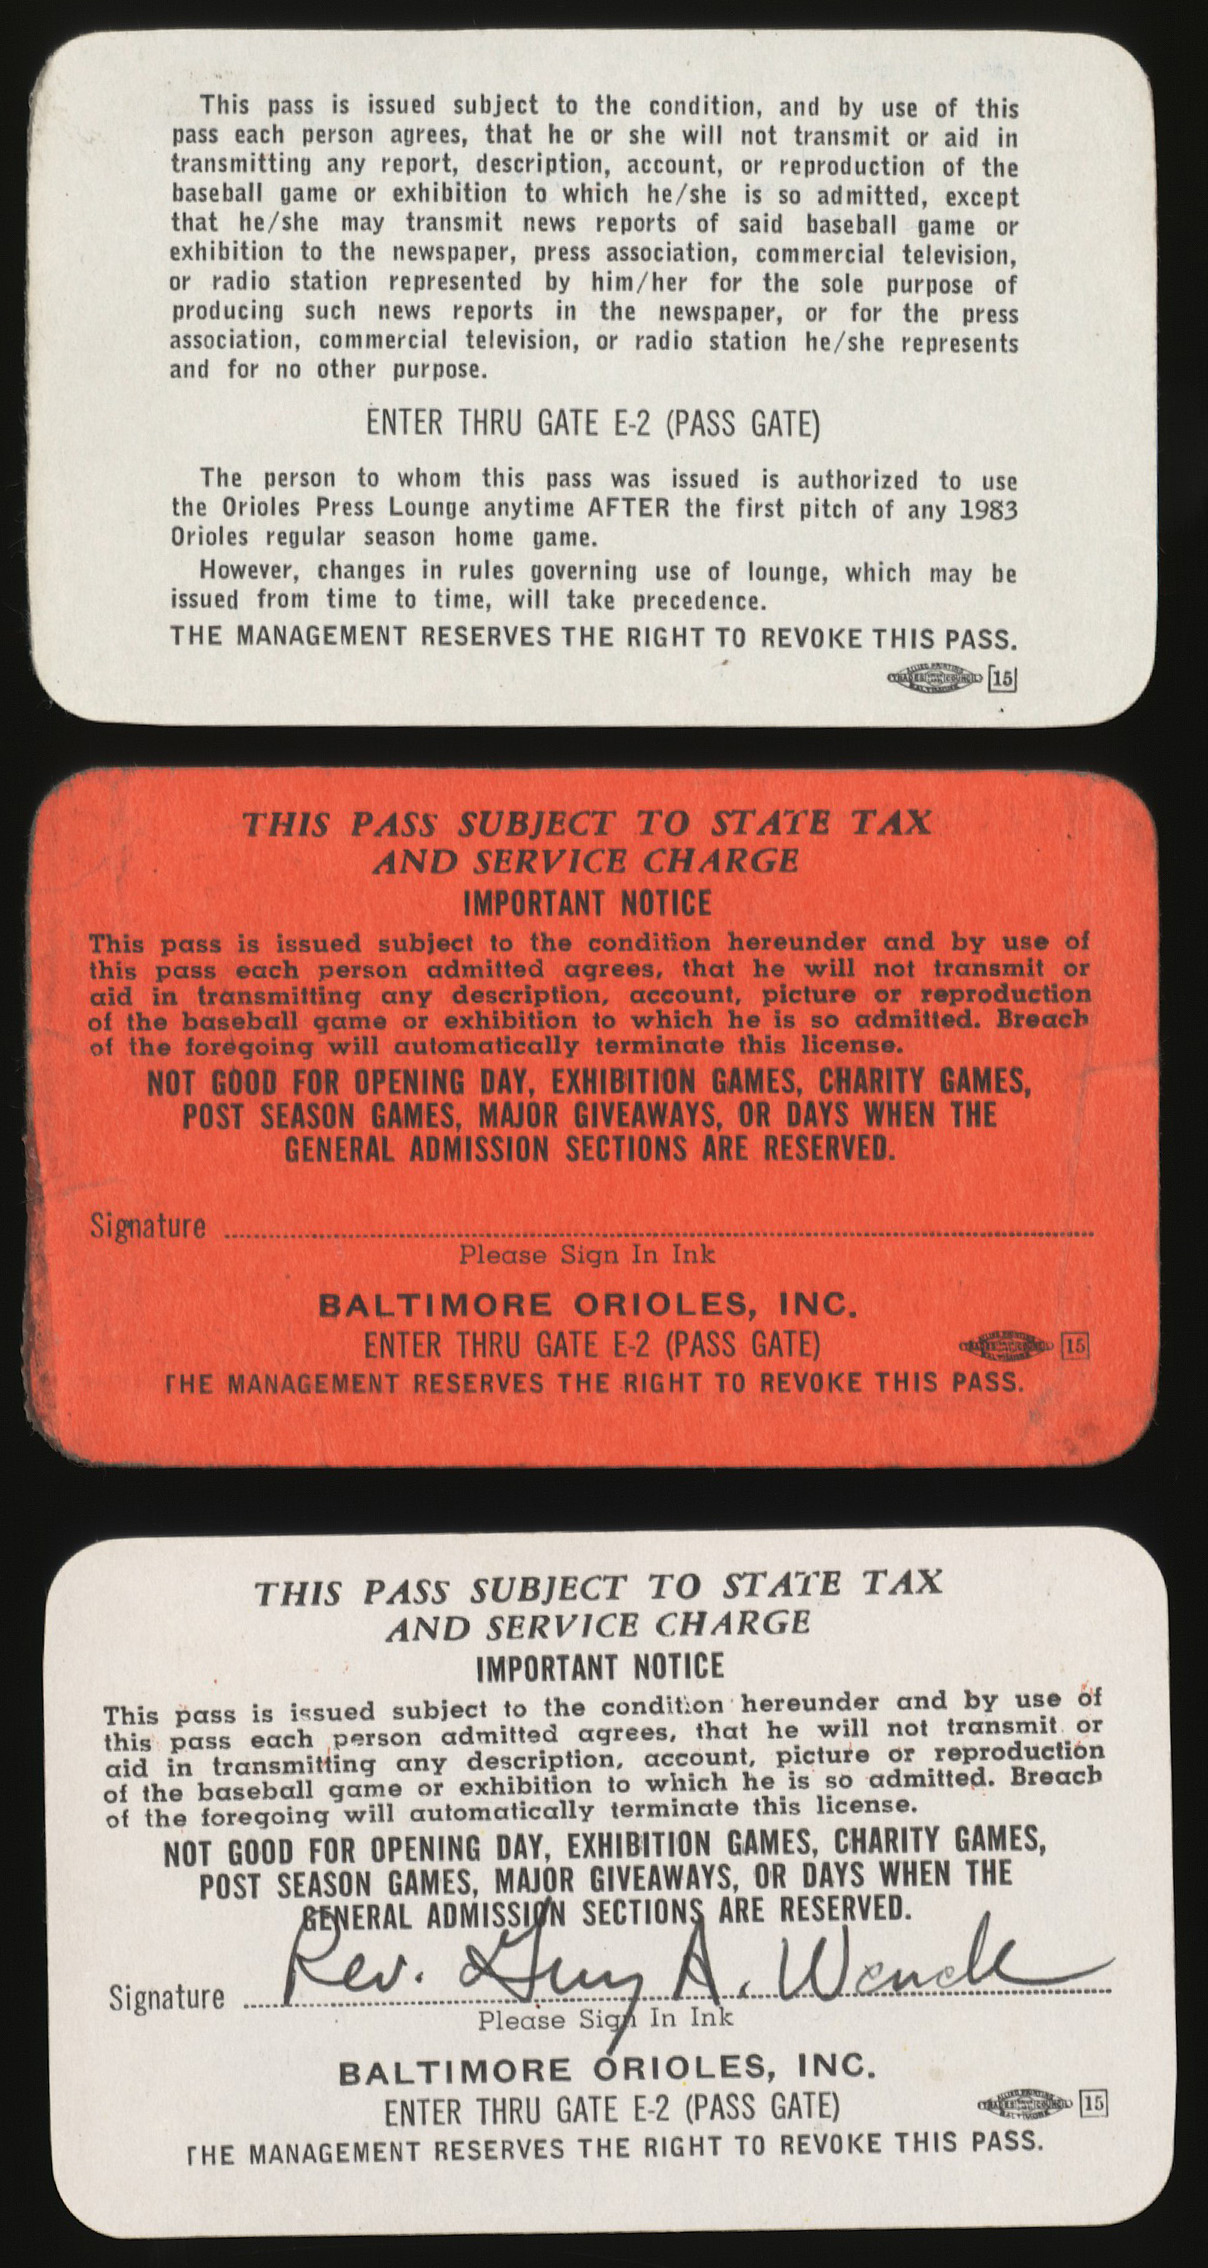 This pass is issued subject to the condition, and by use of this
pass each person agrees, that he or she will not transmit or aid in
transmitting any report, description, account, or reproduction of the
baseball game or exhibition to which he/she is so admitted, except
that he/she may transmit news reports of said baseball game or
exhibition to the newspaper, press association, commercial television,
or radio station represented by him/her for the sole purpose of
producing such news reports in the newspaper, or for the press
association, commercial television, or radio station he/she represents
and for no other purpose.
ENTER THRU GATE E-2 (PASS GATE)
The person to whom this pass was issued is authorized to use
the Orioles Press Lounge anytime AFTER the first pitch of any 1983
Orioles regular season home game.
However, changes in rules governing use of lounge, which may be
issued from time to time, will take precedence.
THE MANAGEMENT RESERVES THE RIGHT TO REVOKE THIS PASS.
ALLIED PRINTING
TRADES COUNCIL 15
BALTIMORE
THIS PASS SUBJECT TO STATE TAX
AND SERVICE CHARGE
IMPORTANT NOTICE
This pass is issued subject to the condition hereunder and by use of
this pass each person admitted agrees, that he will not transmit or
aid in transmitting any description, account, picture or reproduction
of the baseball game or exhibition to which he is so admitted. Breach
of the foregoing will automatically terminate this license.
NOT GOOD FOR OPENING DAY, EXHIBITION GAMES, CHARITY GAMES,
POST SEASON GAMES, MAJOR GIVEAWAYS, OR DAYS WHEN THE
GENERAL ADMISSION SECTIONS ARE RESERVED.
Signature
Please Sign In Ink
BALTIMORE ORIOLES, INC.
ENTER THRU GATE E-2 (PASS GATE)
15
THE MANAGEMENT RESERVES THE RIGHT TO REVOKE THIS PASS.
THIS PASS SUBJECT TO STATE TAX
AND SERVICE CHARGE
IMPORTANT NOTICE
This pass is issued subject to the condition hereunder and by use of
this pass each person admitted agrees, that he will not transmit or
aid in transmitting any description, account, picture or reproduction
of the baseball game or exhibition to which he is so admitted. Breach
of the foregoing will automatically terminate this license.
NOT GOOD FOR OPENING DAY, EXHIBITION GAMES, CHARITY GAMES,
POST SEASON GAMES, MAJOR GIVEAWAYS, OR DAYS WHEN THE
GENERAL ADMISSION SECTIONS ARE RESERVED.
Signature Rev. A.
Please Sign In Ink
BALTIMORE ORIOLES, INC.
ENTER THRU GATE E-2 (PASS GATE)
15
THE MANAGEMENT RESERVES THE RIGHT TO REVOKE THIS PASS.